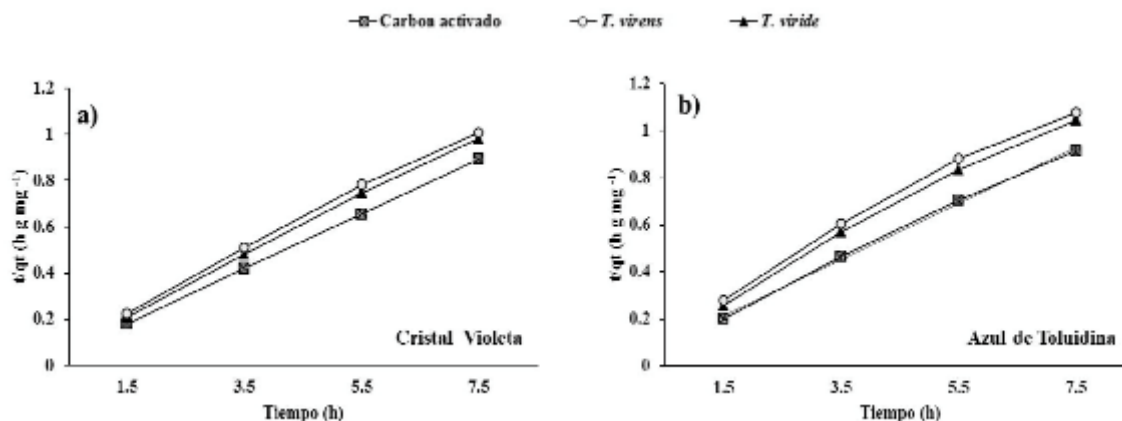 Carbon activado T. virens T. viride
a)
1.2
1
0.8
0.6
0.4
0.2
0
t/qt (h g mg⁻¹)
Cristal Violeta
1.5 3.5 5.5 7.5
Tiempo (h)
b)
1.2
1
0.8
0.6
0.4
0.2
0
t/qt (h g mg⁻¹)
Azul de Toluidina
1.5 3.5 5.5 7.5
Tiempo (h)